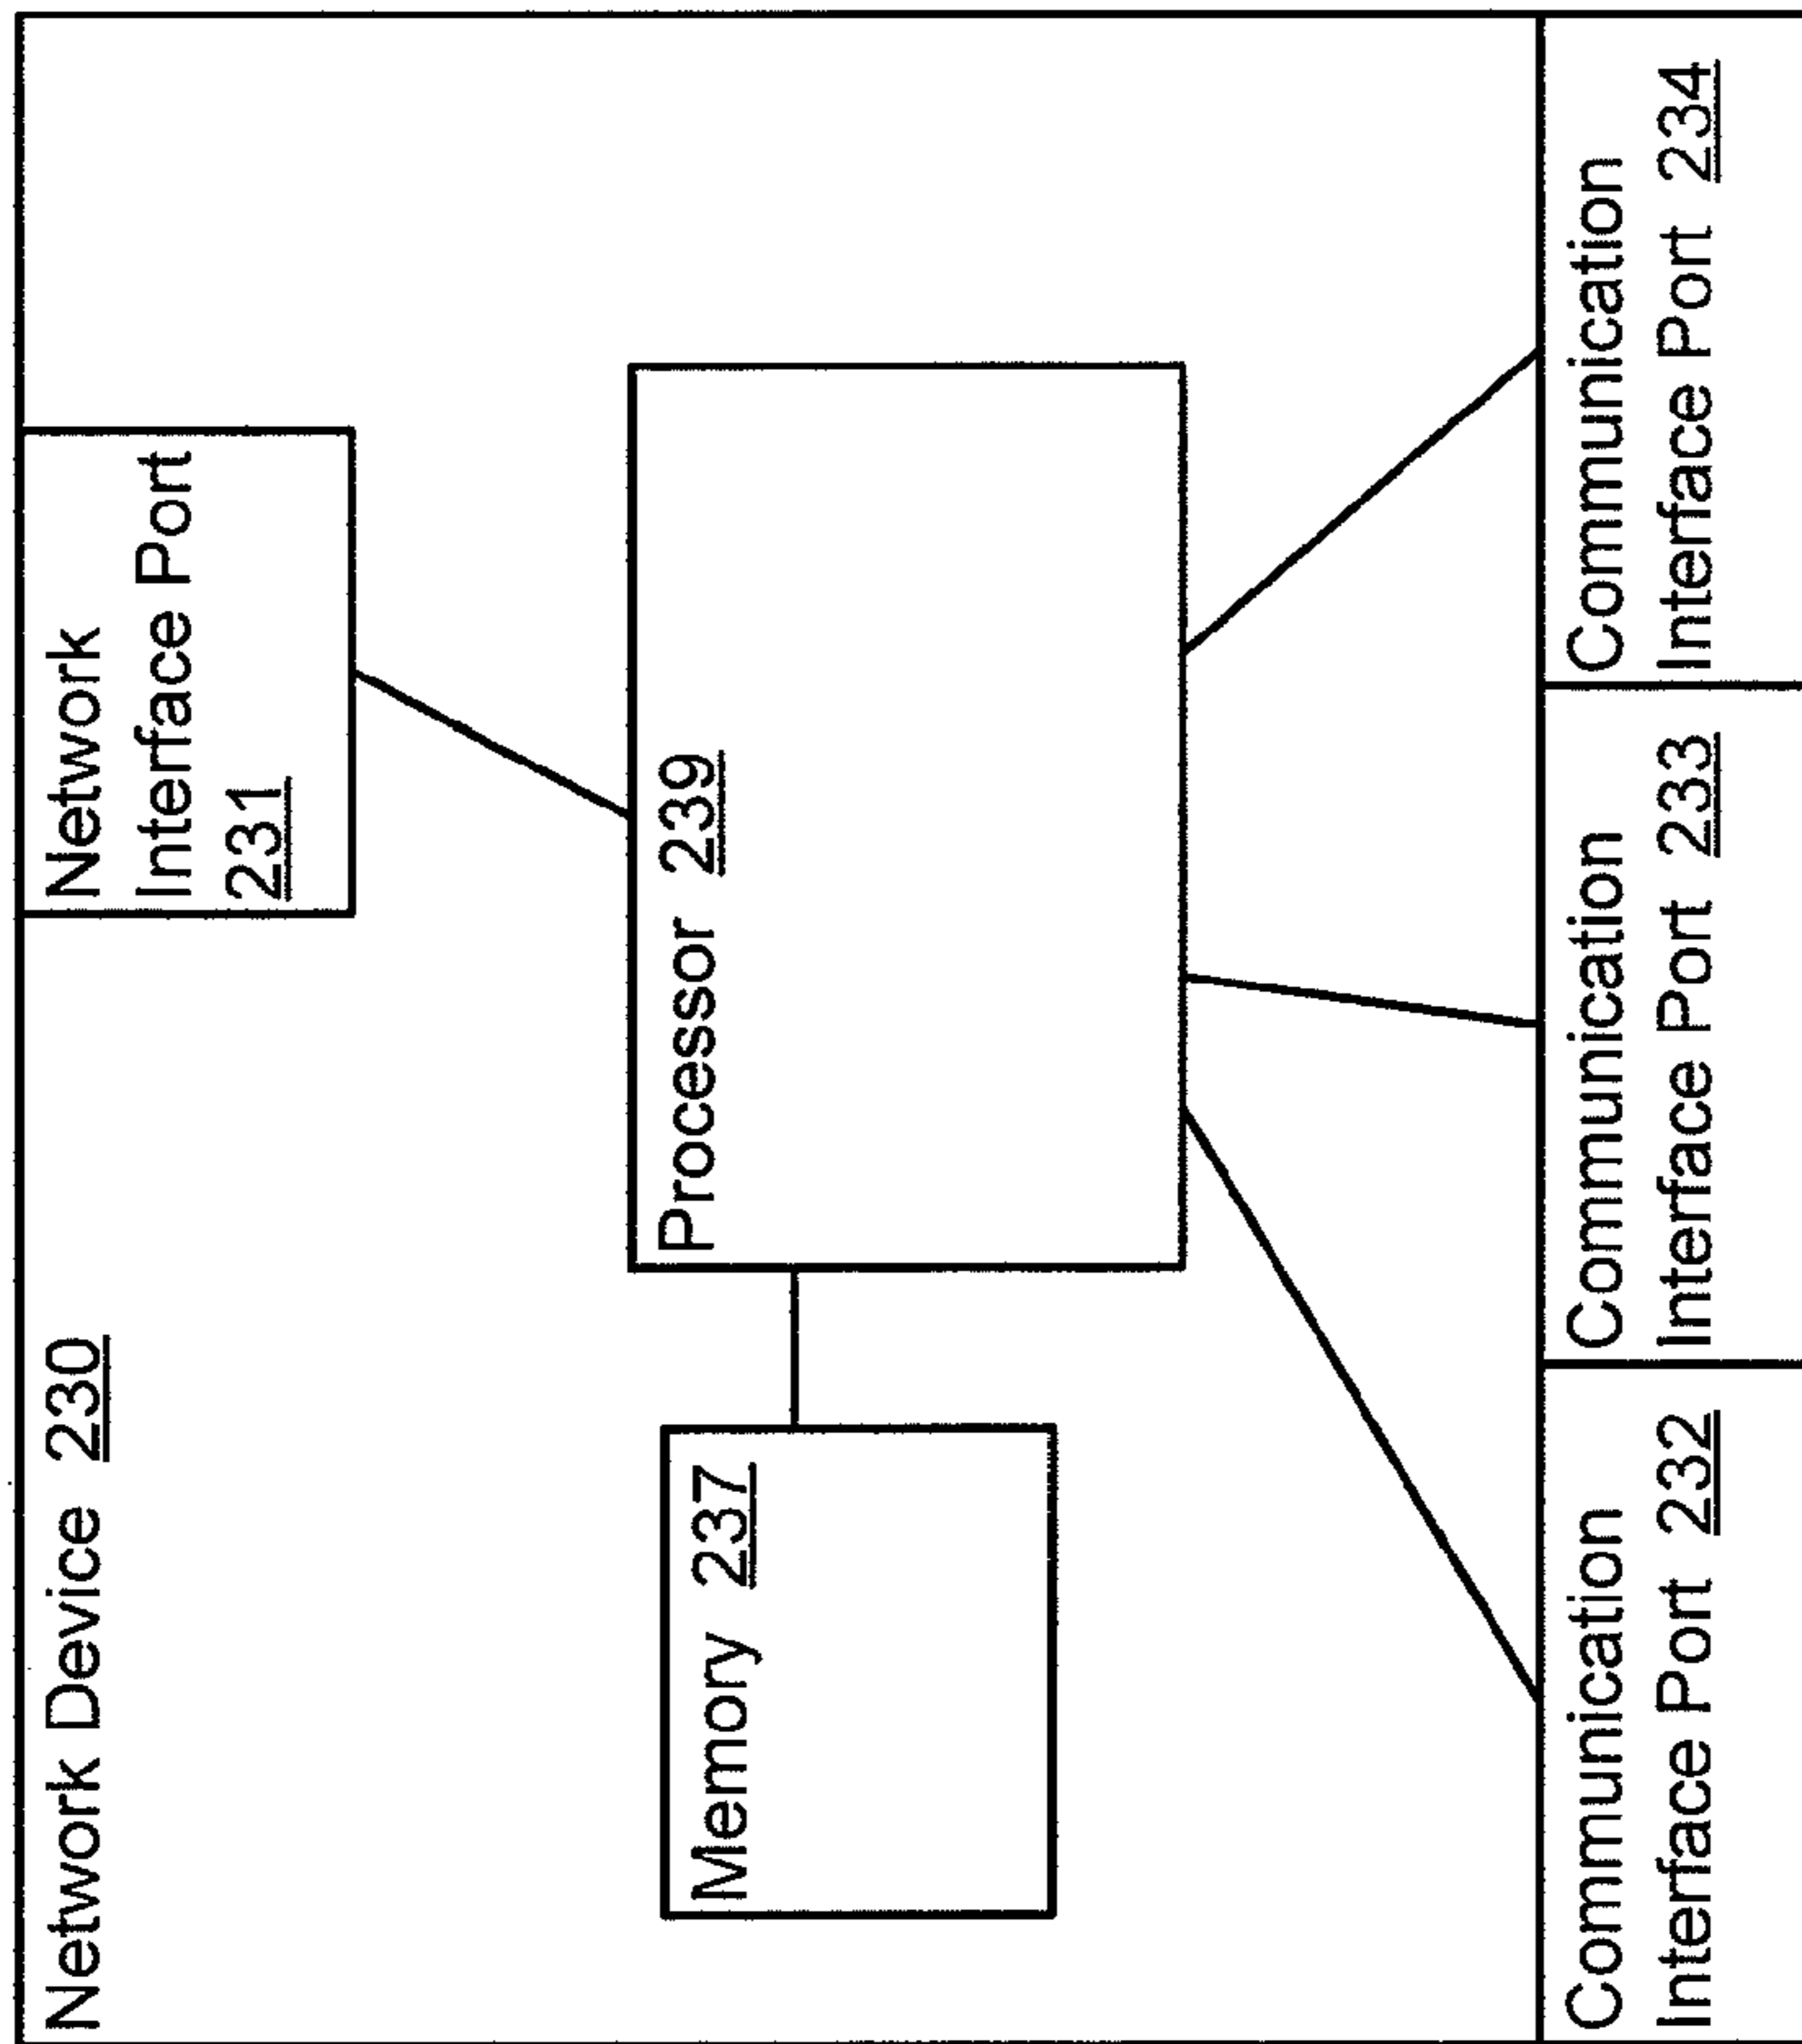 Network Device 230
Network
Interface Port
231
Memory 237
Processor 239
Communication
Interface Port 232
Communication
Interface Port 233
Communication
Interface Port 234